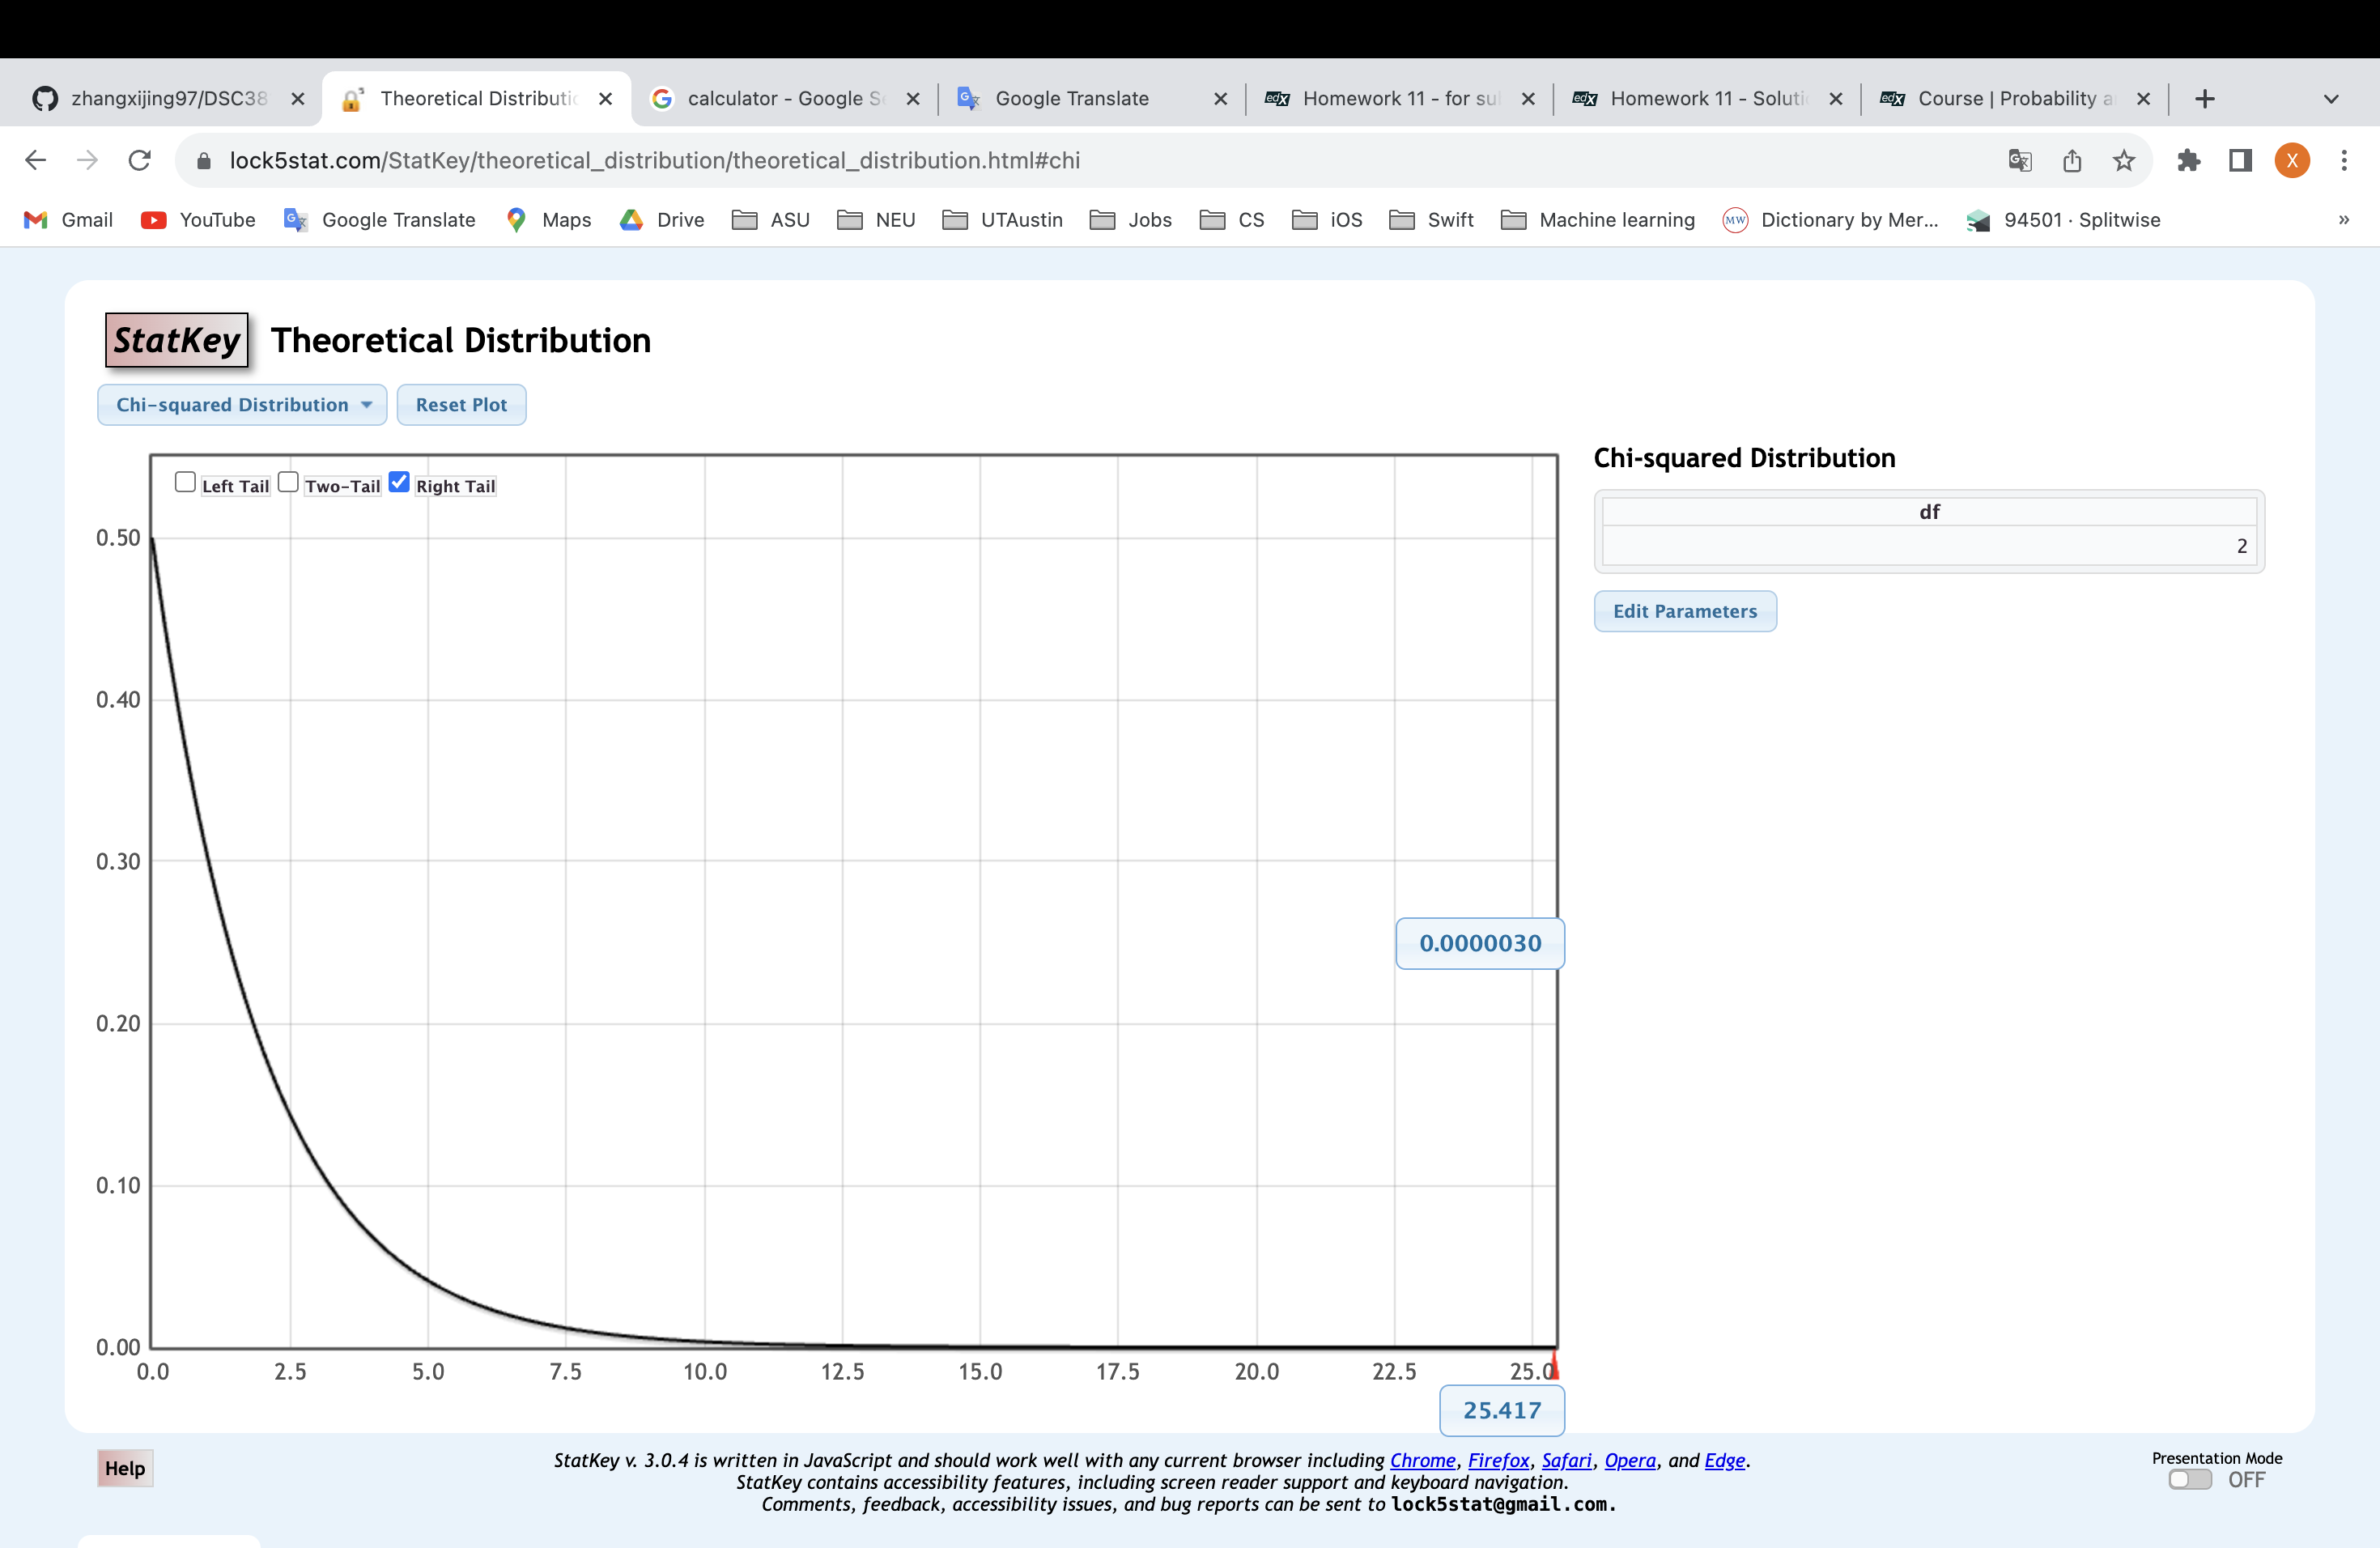 zhangxijing97/DSC38
Theoretical Distributic
calculator - Google S
Google Translate
Homework 11 - for su
Homework 11 - Soluti
Course | Probability a
lock5stat.com/StatKey/theoretical_distribution/theoretical_distribution.html#chi
X
Gmail
YouTube
Google Translate
Maps
Drive
ASU
NEU
UTAustin
Jobs
CS
iOS
Swift
Machine learning
Dictionary by Mer...
94501 · Splitwise
»
StatKey Theoretical Distribution
Chi-squared Distribution
Reset Plot
Left Tail Two-Tail Right Tail
0.50
0.40
0.30
0.20
0.10
0.00
0.0 2.5 5.0 7.5 10.0 12.5 15.0 17.5 20.0 22.5 25.0
0.0000030
25.417
Chi-squared Distribution
df
2
Edit Parameters
Help
StatKey v. 3.0.4 is written in JavaScript and should work well with any current browser including Chrome, Firefox, Safari, Opera, and Edge.
StatKey contains accessibility features, including screen reader support and keyboard navigation.
Comments, feedback, accessibility issues, and bug reports can be sent to lock5stat@gmail.com.
Presentation Mode
OFF